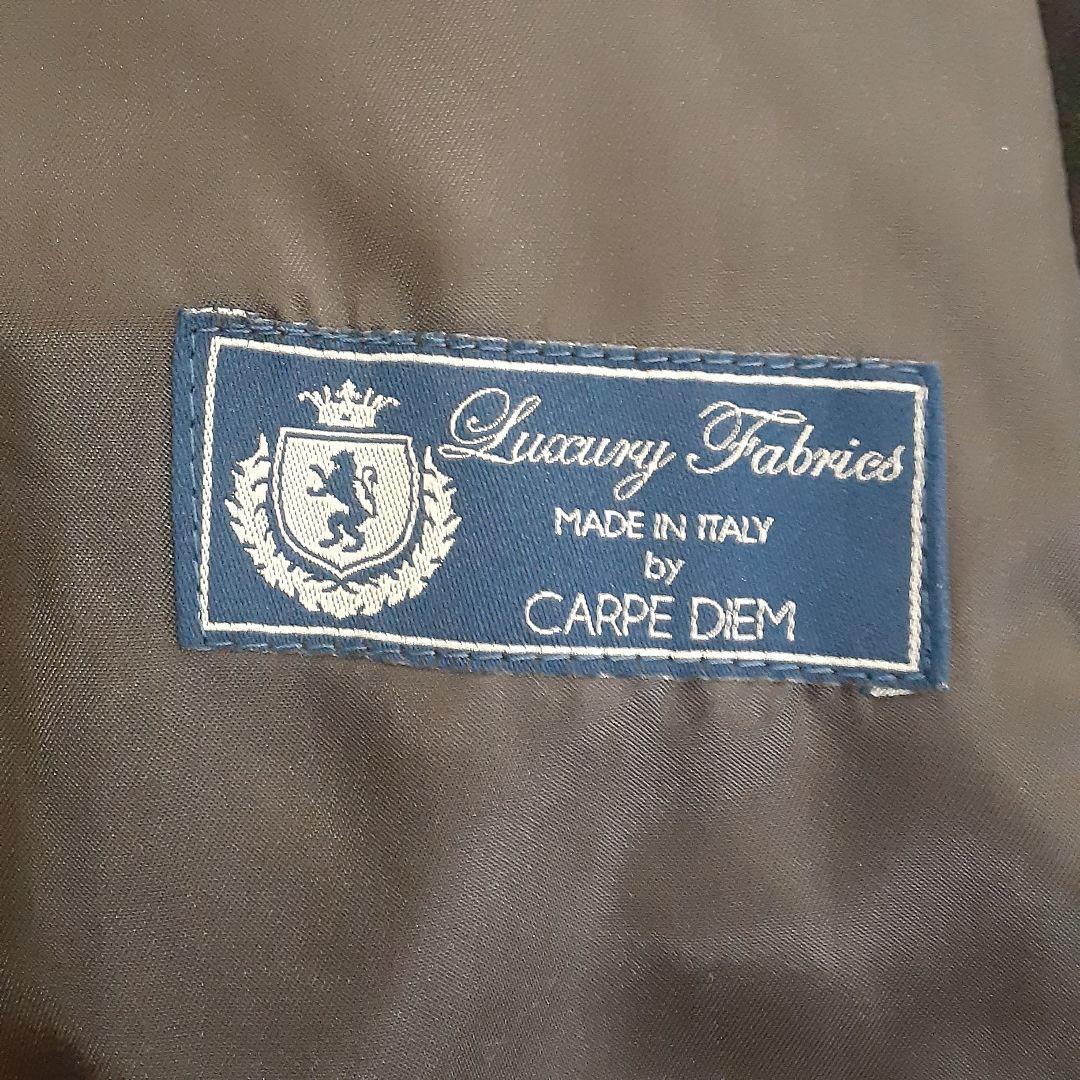 Luxury Fabrics
MADE IN ITALY
by
CARPE DIEM